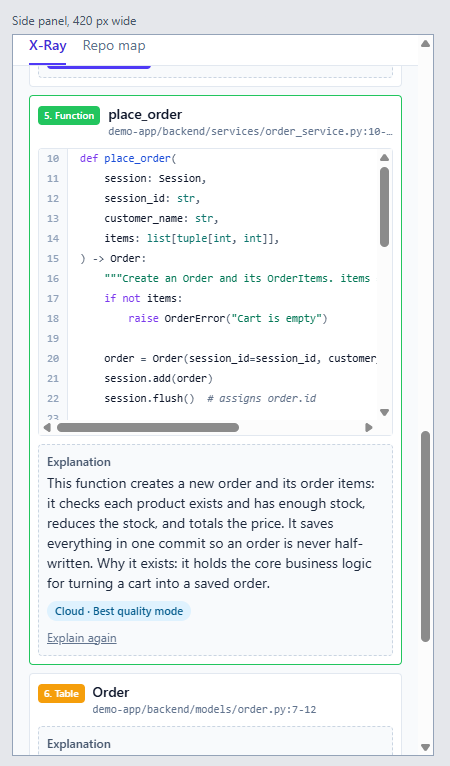 Side panel, 420 px wide
X-Ray Repo map
5. Function place_order
demo-app/backend/services/order_service.py:10-…
10 def place_order(
11 session: Session,
12 session_id: str,
13 customer_name: str,
14 items: list[tuple[int, int]],
15 ) -> Order:
16 """Create an Order and its OrderItems. items
17 if not items:
18 raise OrderError("Cart is empty")
19
20 order = Order(session_id=session_id, customer_
21 session.add(order)
22 session.flush() # assigns order.id
23
Explanation
This function creates a new order and its order items:
it checks each product exists and has enough stock,
reduces the stock, and totals the price. It saves
everything in one commit so an order is never half-
written. Why it exists: it holds the core business logic
for turning a cart into a saved order.
Cloud · Best quality mode
Explain again
6. Table Order
demo-app/backend/models/order.py:7-12
Explanation